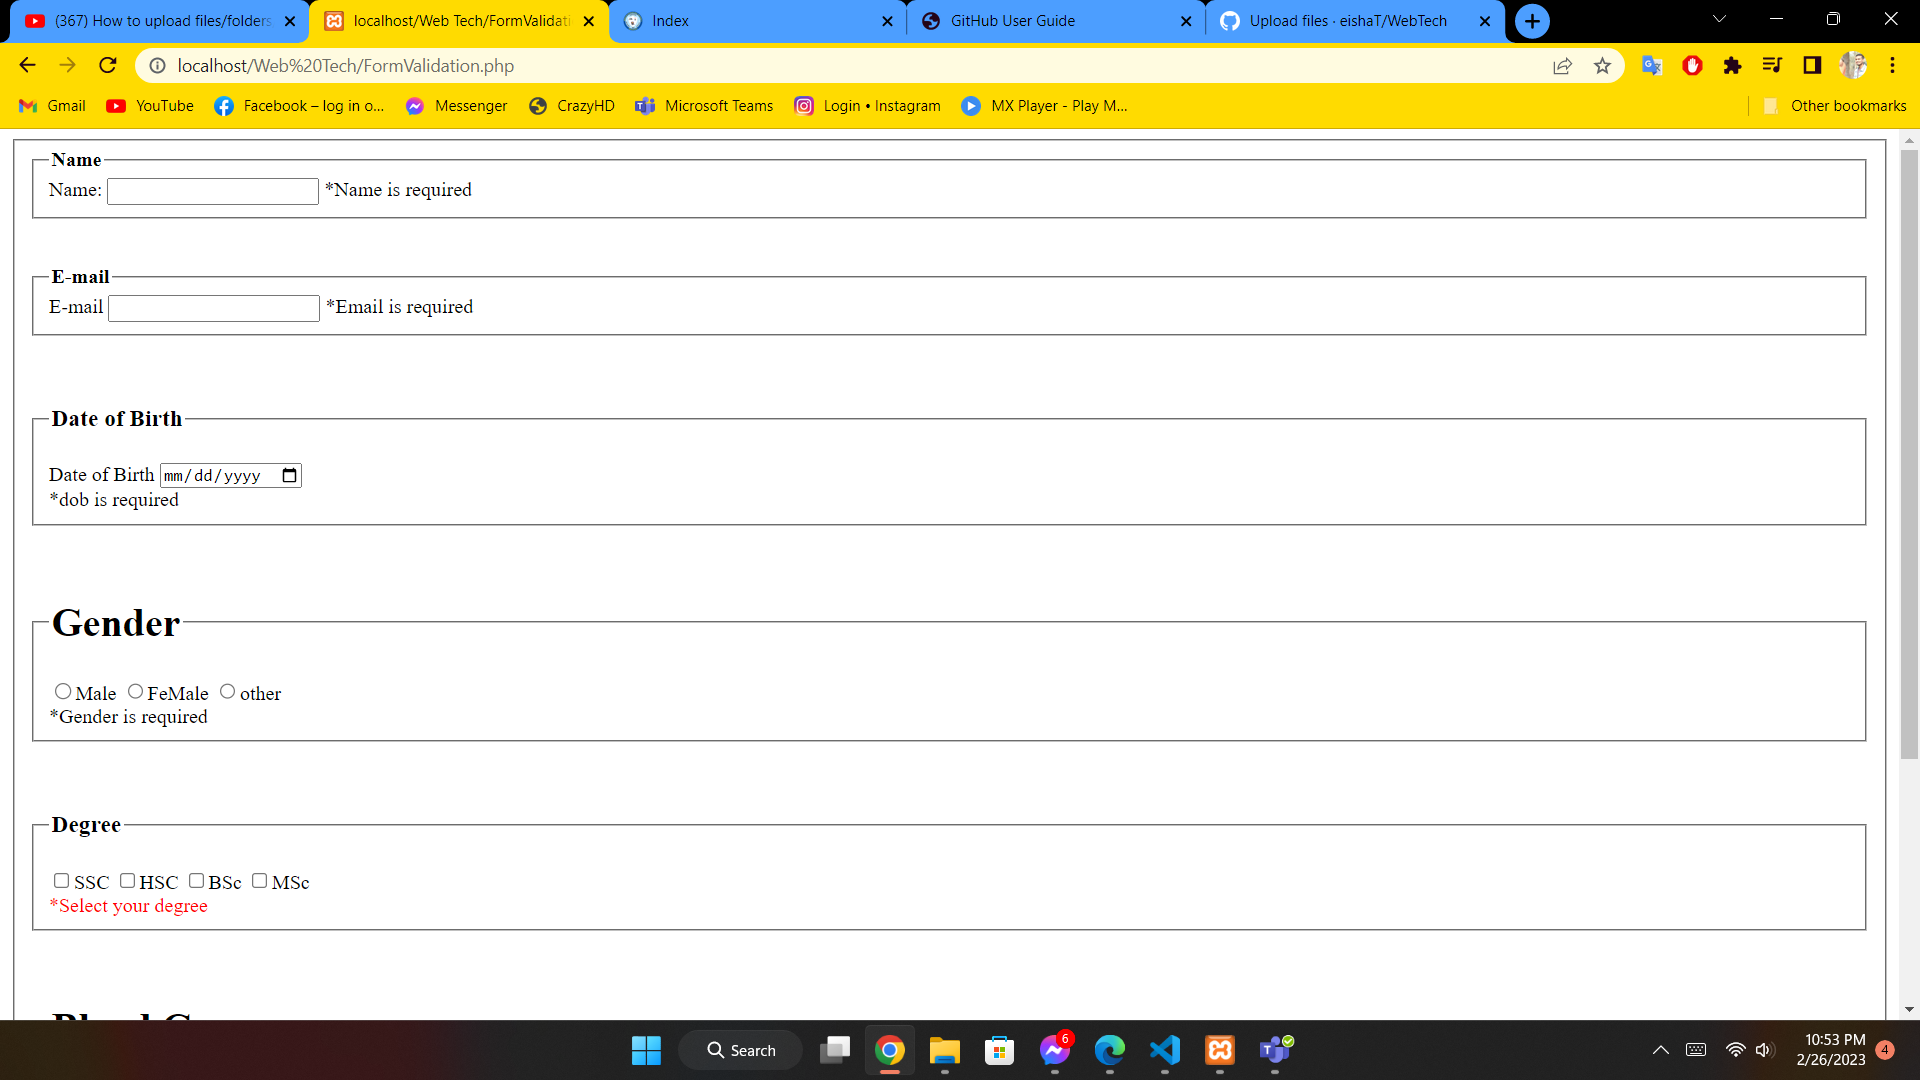 (367) How to upload files/folders
localhost/Web Tech/FormValidati
Index
GitHub User Guide
Upload files · eishaT/WebTech
localhost/Web%20Tech/FormValidation.php
Gmail
YouTube
Facebook – log in o...
Messenger
CrazyHD
Microsoft Teams
Login • Instagram
MX Player - Play M...
Other bookmarks
Name
Name: *Name is required
E-mail
E-mail *Email is required
Date of Birth
Date of Birth mm/dd/yyyy
*dob is required
Gender
Male FeMale other
*Gender is required
Degree
SSC HSC BSc MSc
*Select your degree
Search
6
10:53 PM
2/26/2023
4